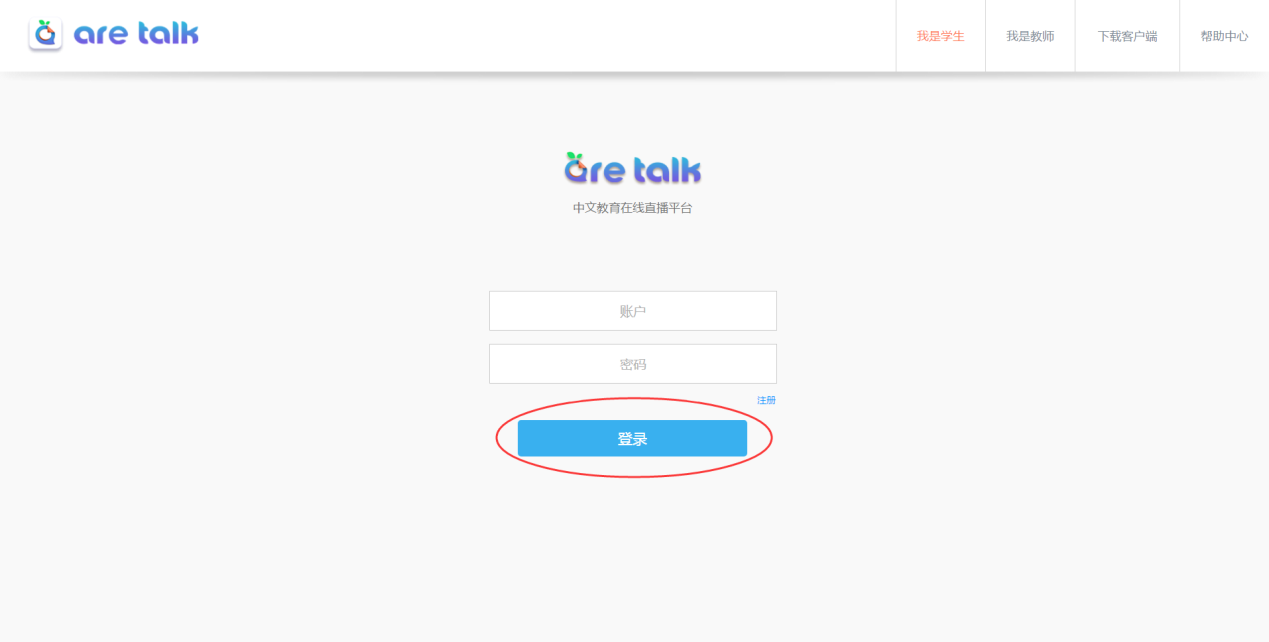 are talk
我是学生
我是教师
下载客户端
帮助中心
are talk
中文教育在线直播平台
账户
密码
注册
登录